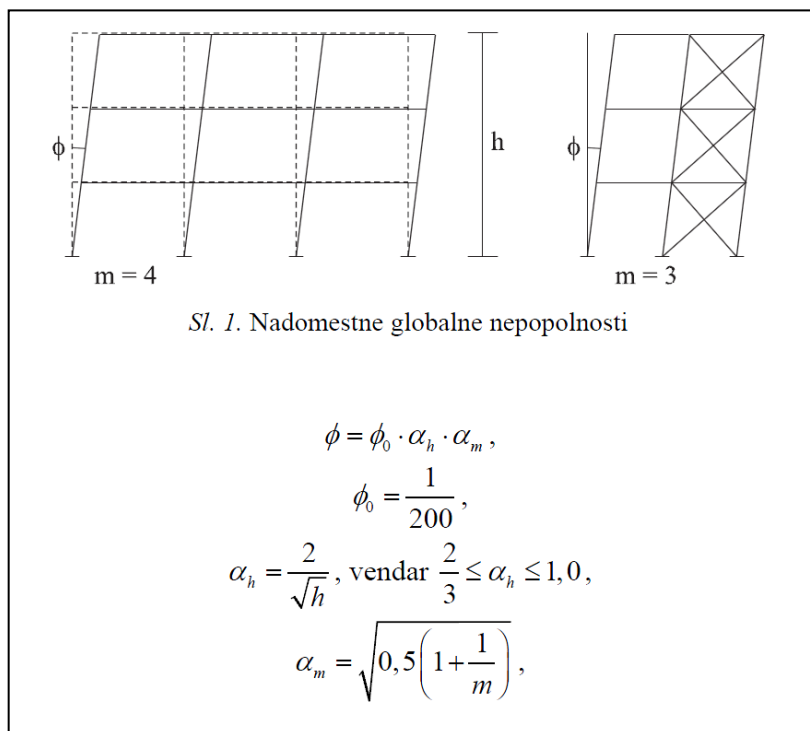 ϕ
h
ϕ
m = 4
m = 3
Sl. 1. Nadomestne globalne nepopolnosti
ϕ = ϕ₀ · αₕ · αₘ ,
ϕ₀ = 1/200 ,
αₕ = 2/√h , vendar 2/3 ≤ αₕ ≤ 1,0 ,
αₘ = √(0,5(1+1/m)) ,